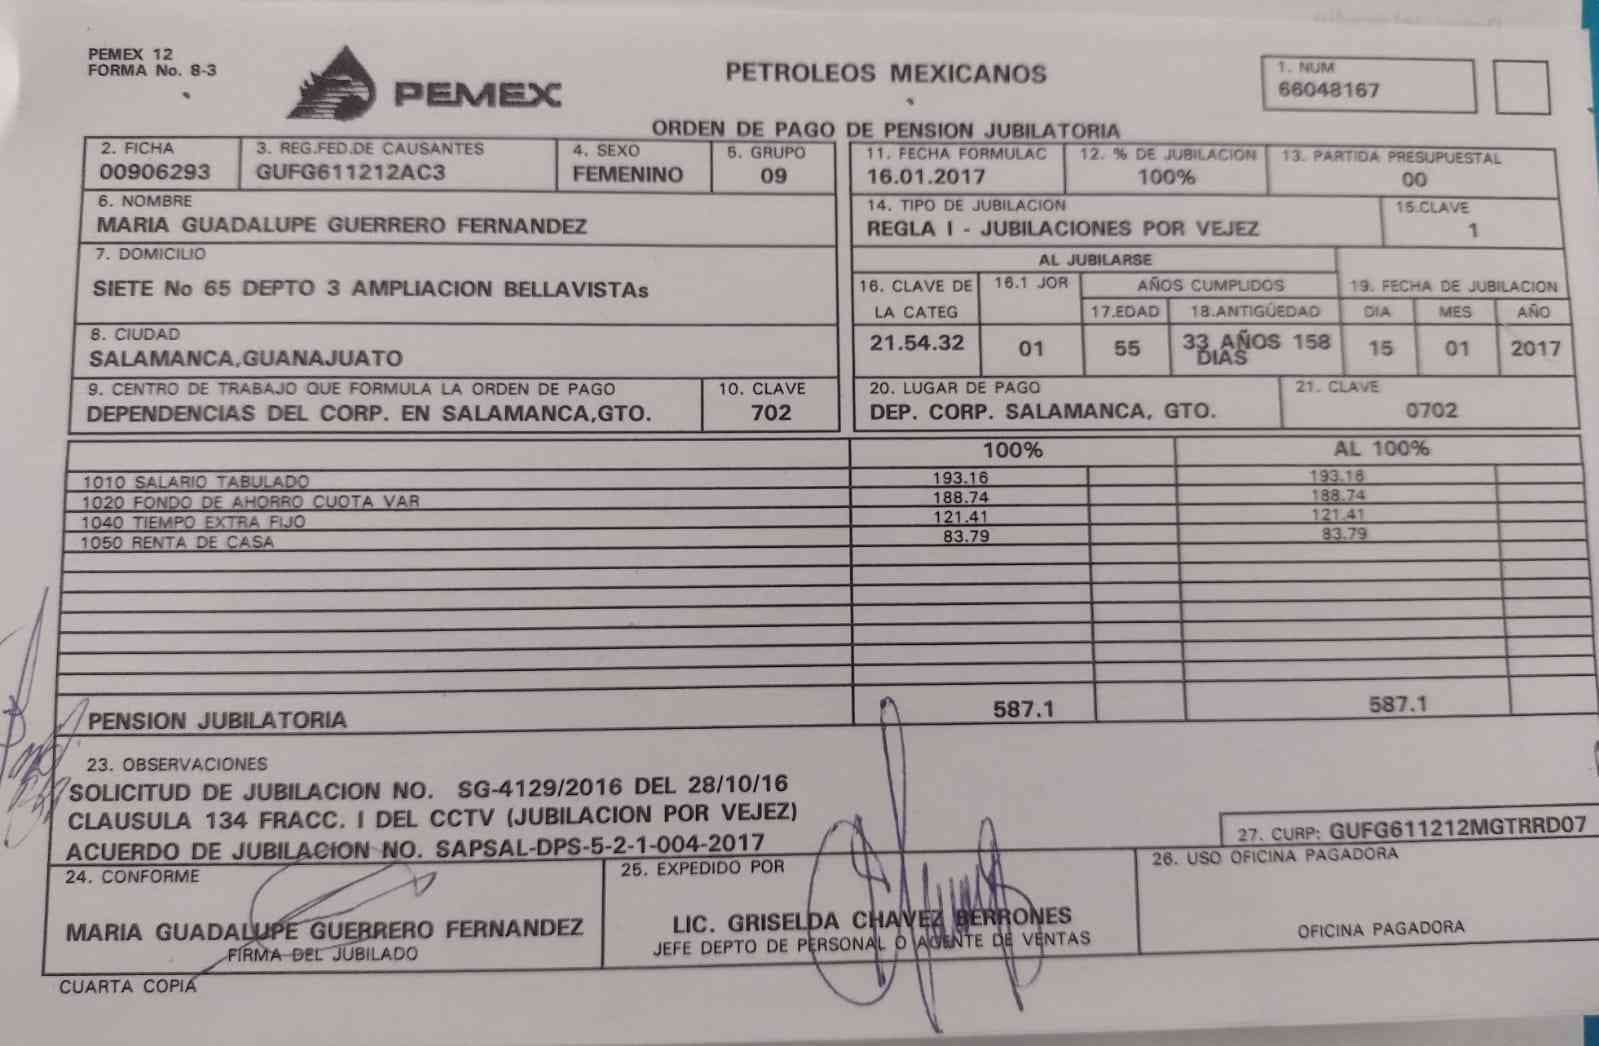 PEMEX 12
FORMA No. 8-3
PEMEX
PETROLEOS MEXICANOS
1. NUM
66048167
ORDEN DE PAGO DE PENSION JUBILATORIA
2. FICHA
00906293
3. REG.FED.DE CAUSANTES
GUFG611212AC3
4. SEXO
FEMENINO
5. GRUPO
09
11. FECHA FORMULAC
16.01.2017
12. % DE JUBILACION
100%
13. PARTIDA PRESUPUESTAL
00
6. NOMBRE
MARIA GUADALUPE GUERRERO FERNANDEZ
14. TIPO DE JUBILACION
REGLA I - JUBILACIONES POR VEJEZ
15.CLAVE
1
7. DOMICILIO
SIETE No 65 DEPTO 3 AMPLIACION BELLAVISTAs
AL JUBILARSE
16. CLAVE DE
LA CATEG
16.1 JOR
AÑOS CUMPLIDOS
17.EDAD
18.ANTIGÜEDAD
19. FECHA DE JUBILACION
DIA
MES
AÑO
8. CIUDAD
SALAMANCA,GUANAJUATO
21.54.32
01
55
33 AÑOS 158
DIAS
15
01
2017
9. CENTRO DE TRABAJO QUE FORMULA LA ORDEN DE PAGO
DEPENDENCIAS DEL CORP. EN SALAMANCA,GTO.
10. CLAVE
702
20. LUGAR DE PAGO
DEP. CORP. SALAMANCA, GTO.
21. CLAVE
0702
100%
AL 100%
1010 SALARIO TABULADO 193.16 193.16
1020 FONDO DE AHORRO CUOTA VAR 188.74 188.74
1040 TIEMPO EXTRA FIJO 121.41 121.41
1050 RENTA DE CASA 83.79 83.79
PENSION JUBILATORIA 587.1 587.1
23. OBSERVACIONES
SOLICITUD DE JUBILACION NO. SG-4129/2016 DEL 28/10/16
CLAUSULA 134 FRACC. I DEL CCTV (JUBILACION POR VEJEZ)
ACUERDO DE JUBILACION NO. SAPSAL-DPS-5-2-1-004-2017
27. CURP: GUFG611212MGTRRD07
24. CONFORME
MARIA GUADALUPE GUERRERO FERNANDEZ
FIRMA DEL JUBILADO
25. EXPEDIDO POR
LIC. GRISELDA CHAVEZ BERRONES
JEFE DEPTO DE PERSONAL O AGENTE DE VENTAS
26. USO OFICINA PAGADORA
OFICINA PAGADORA
CUARTA COPIA